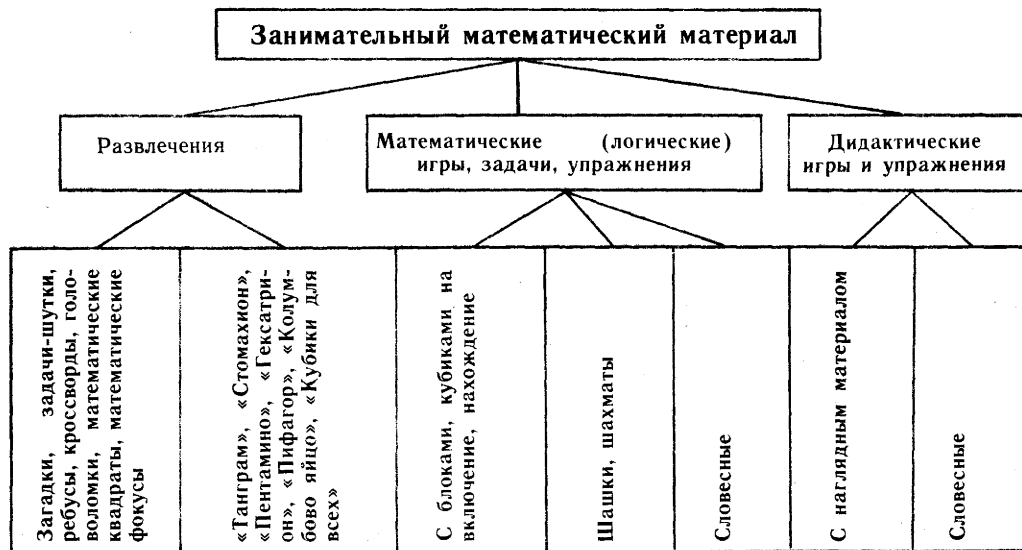 Занимательный математический материал
Развлечения
Математические (логические)
игры, задачи, упражнения
Дидактические
игры и упражнения
Загадки, задачи-шутки,
ребусы, кроссворды, голо-
воломки, математические
квадраты, математические
фокусы
«Танграм», «Стомахион»,
«Пентамино», «Гексатри-
он», «Пифагор», «Колум-
бово яйцо», «Кубики для
всех»
С блоками, кубиками на
включение, нахождение
Шашки, шахматы
Словесные
С наглядным материалом
Словесные